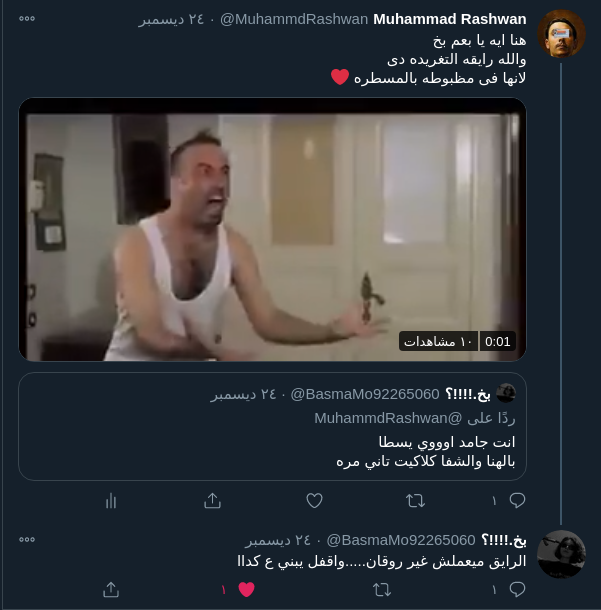 Muhammad Rashwan @MuhammdRashwan · ٢٤ ديسمبر
هنا ايه يا بعم بخ
والله رايقه التغريده دى
لانها فى مظبوطه بالمسطره ❤️
0:01 | ١٠ مشاهدات
بخ.!!!!؟ @BasmaMo92265060 · ٢٤ ديسمبر
ردًا على @MuhammdRashwan
انت جامد اوووي يسطا
بالهنا والشفا كلاكيت تاني مره
١
بخ.!!!!؟ @BasmaMo92265060 · ٢٤ ديسمبر
الرايق ميعملش غير روقان.....واقفل يبني ع كداا
١ ١